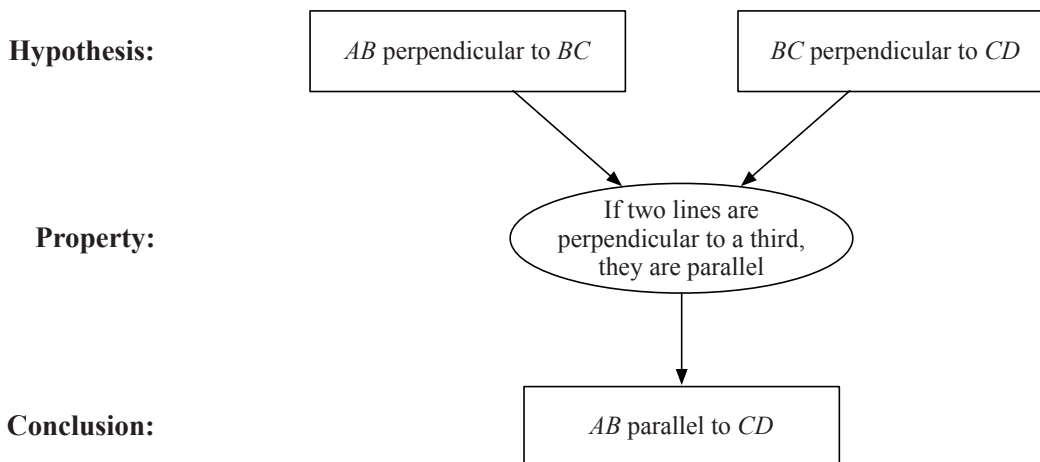 Hypothesis:
AB perpendicular to BC
BC perpendicular to CD
Property:
If two lines are
perpendicular to a third,
they are parallel
Conclusion:
AB parallel to CD